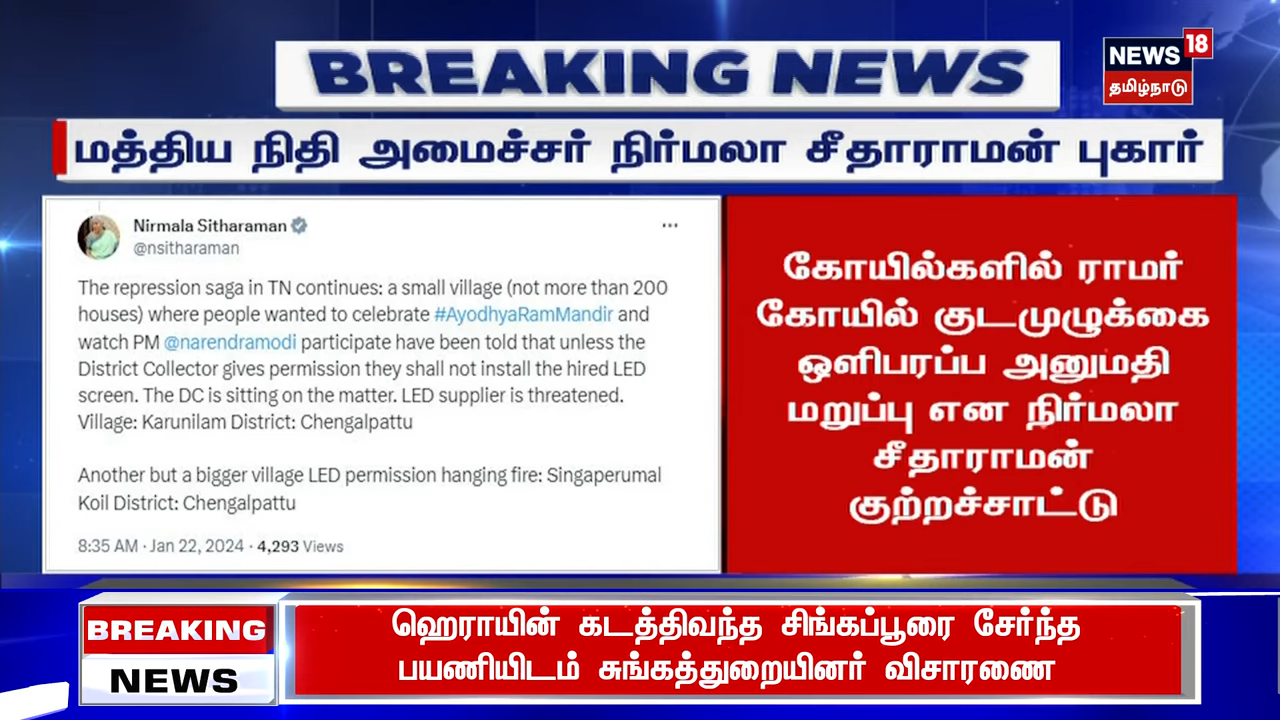 BREAKING NEWS
NEWS 18
தமிழ்நாடு
மத்திய நிதி அமைச்சர் நிர்மலா சீதாராமன் புகார்
Nirmala Sitharaman
@nsitharaman
The repression saga in TN continues: a small village (not more than 200
houses) where people wanted to celebrate #AyodhyaRamMandir and
watch PM @narendramodi participate have been told that unless the
District Collector gives permission they shall not install the hired LED
screen. The DC is sitting on the matter. LED supplier is threatened.
Village: Karunilam District: Chengalpattu
Another but a bigger village LED permission hanging fire: Singaperumal
Koil District: Chengalpattu
8:35 AM · Jan 22, 2024 · 4,293 Views
கோயில்களில் ராமர்
கோயில் குடமுழுக்கை
ஒளிபரப்ப அனுமதி
மறுப்பு என நிர்மலா
சீதாராமன்
குற்றச்சாட்டு
BREAKING
NEWS
ஹெராயின் கடத்திவந்த சிங்கப்பூரை சேர்ந்த
பயணியிடம் சுங்கத்துறையினர் விசாரணை